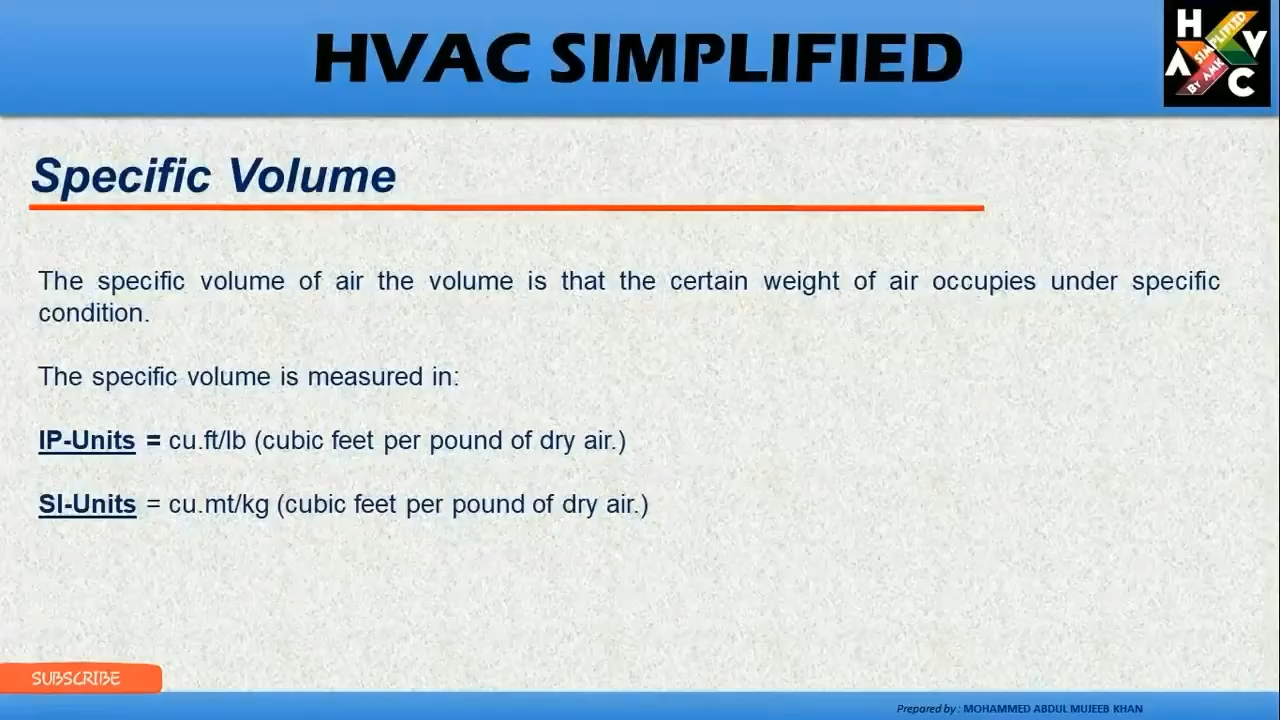 HVAC SIMPLIFIED
H V A C SIMPLIFIED BY AMK
Specific Volume
The specific volume of air the volume is that the certain weight of air occupies under specific
condition.
The specific volume is measured in:
IP-Units = cu.ft/lb (cubic feet per pound of dry air.)
SI-Units = cu.mt/kg (cubic feet per pound of dry air.)
SUBSCRIBE
Prepared by : MOHAMMED ABDUL MUJEEB KHAN